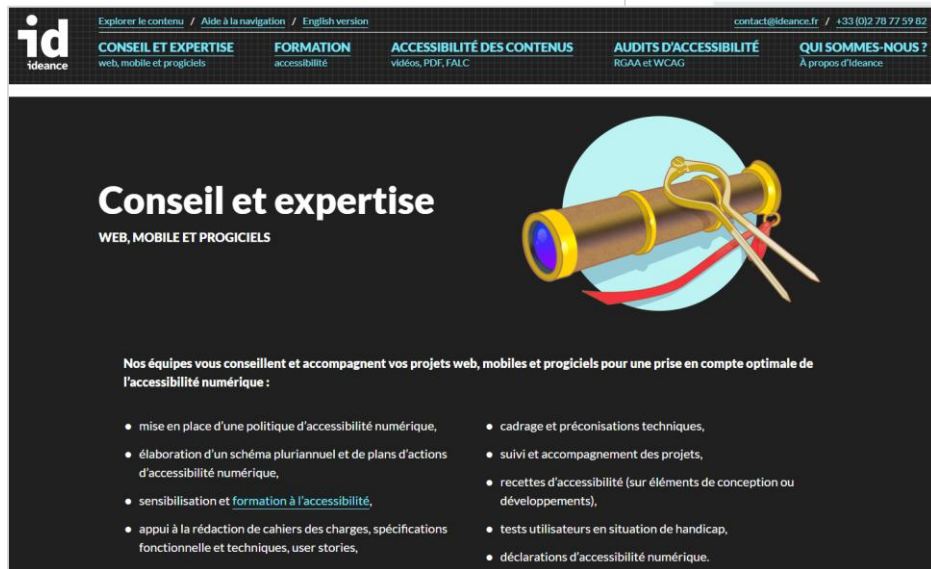 id
ideance
Explorer le contenu / Aide à la navigation / English version
contact@ideance.fr / +33 (0)2 78 77 59 82
CONSEIL ET EXPERTISE
web, mobile et progiciels
FORMATION
accessibilité
ACCESSIBILITÉ DES CONTENUS
vidéos, PDF, FALC
AUDITS D’ACCESSIBILITÉ
RGAA et WCAG
QUI SOMMES-NOUS ?
À propos d’Ideance
Conseil et expertise
WEB, MOBILE ET PROGICIELS
Nos équipes vous conseillent et accompagnent vos projets web, mobiles et progiciels pour une prise en compte optimale de
l’accessibilité numérique :
• mise en place d’une politique d’accessibilité numérique,
• élaboration d’un schéma pluriannuel et de plans d’actions
d’accessibilité numérique,
• sensibilisation et formation à l’accessibilité,
• appui à la rédaction de cahiers des charges, spécifications
fonctionnelle et techniques, user stories,
• cadrage et préconisations techniques,
• suivi et accompagnement des projets,
• recettes d’accessibilité (sur éléments de conception ou
développements),
• tests utilisateurs en situation de handicap,
• déclarations d’accessibilité numérique.